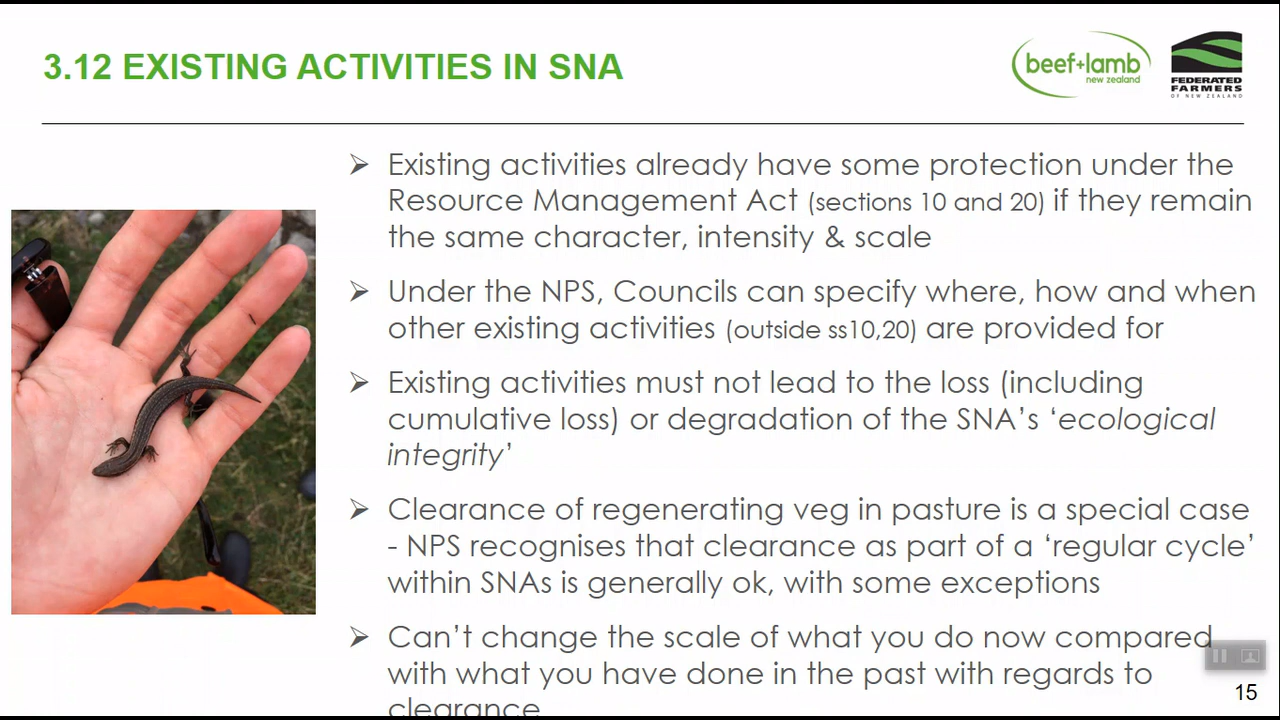 3.12 EXISTING ACTIVITIES IN SNA
beef+lamb
new zealand
FEDERATED
FARMERS
OF NEW ZEALAND
Existing activities already have some protection under the
Resource Management Act (sections 10 and 20) if they remain
the same character, intensity & scale
Under the NPS, Councils can specify where, how and when
other existing activities (outside ss10,20) are provided for
Existing activities must not lead to the loss (including
cumulative loss) or degradation of the SNA's 'ecological
integrity'
Clearance of regenerating veg in pasture is a special case
- NPS recognises that clearance as part of a 'regular cycle'
within SNAs is generally ok, with some exceptions
Can't change the scale of what you do now compared
with what you have done in the past with regards to
clearance
15